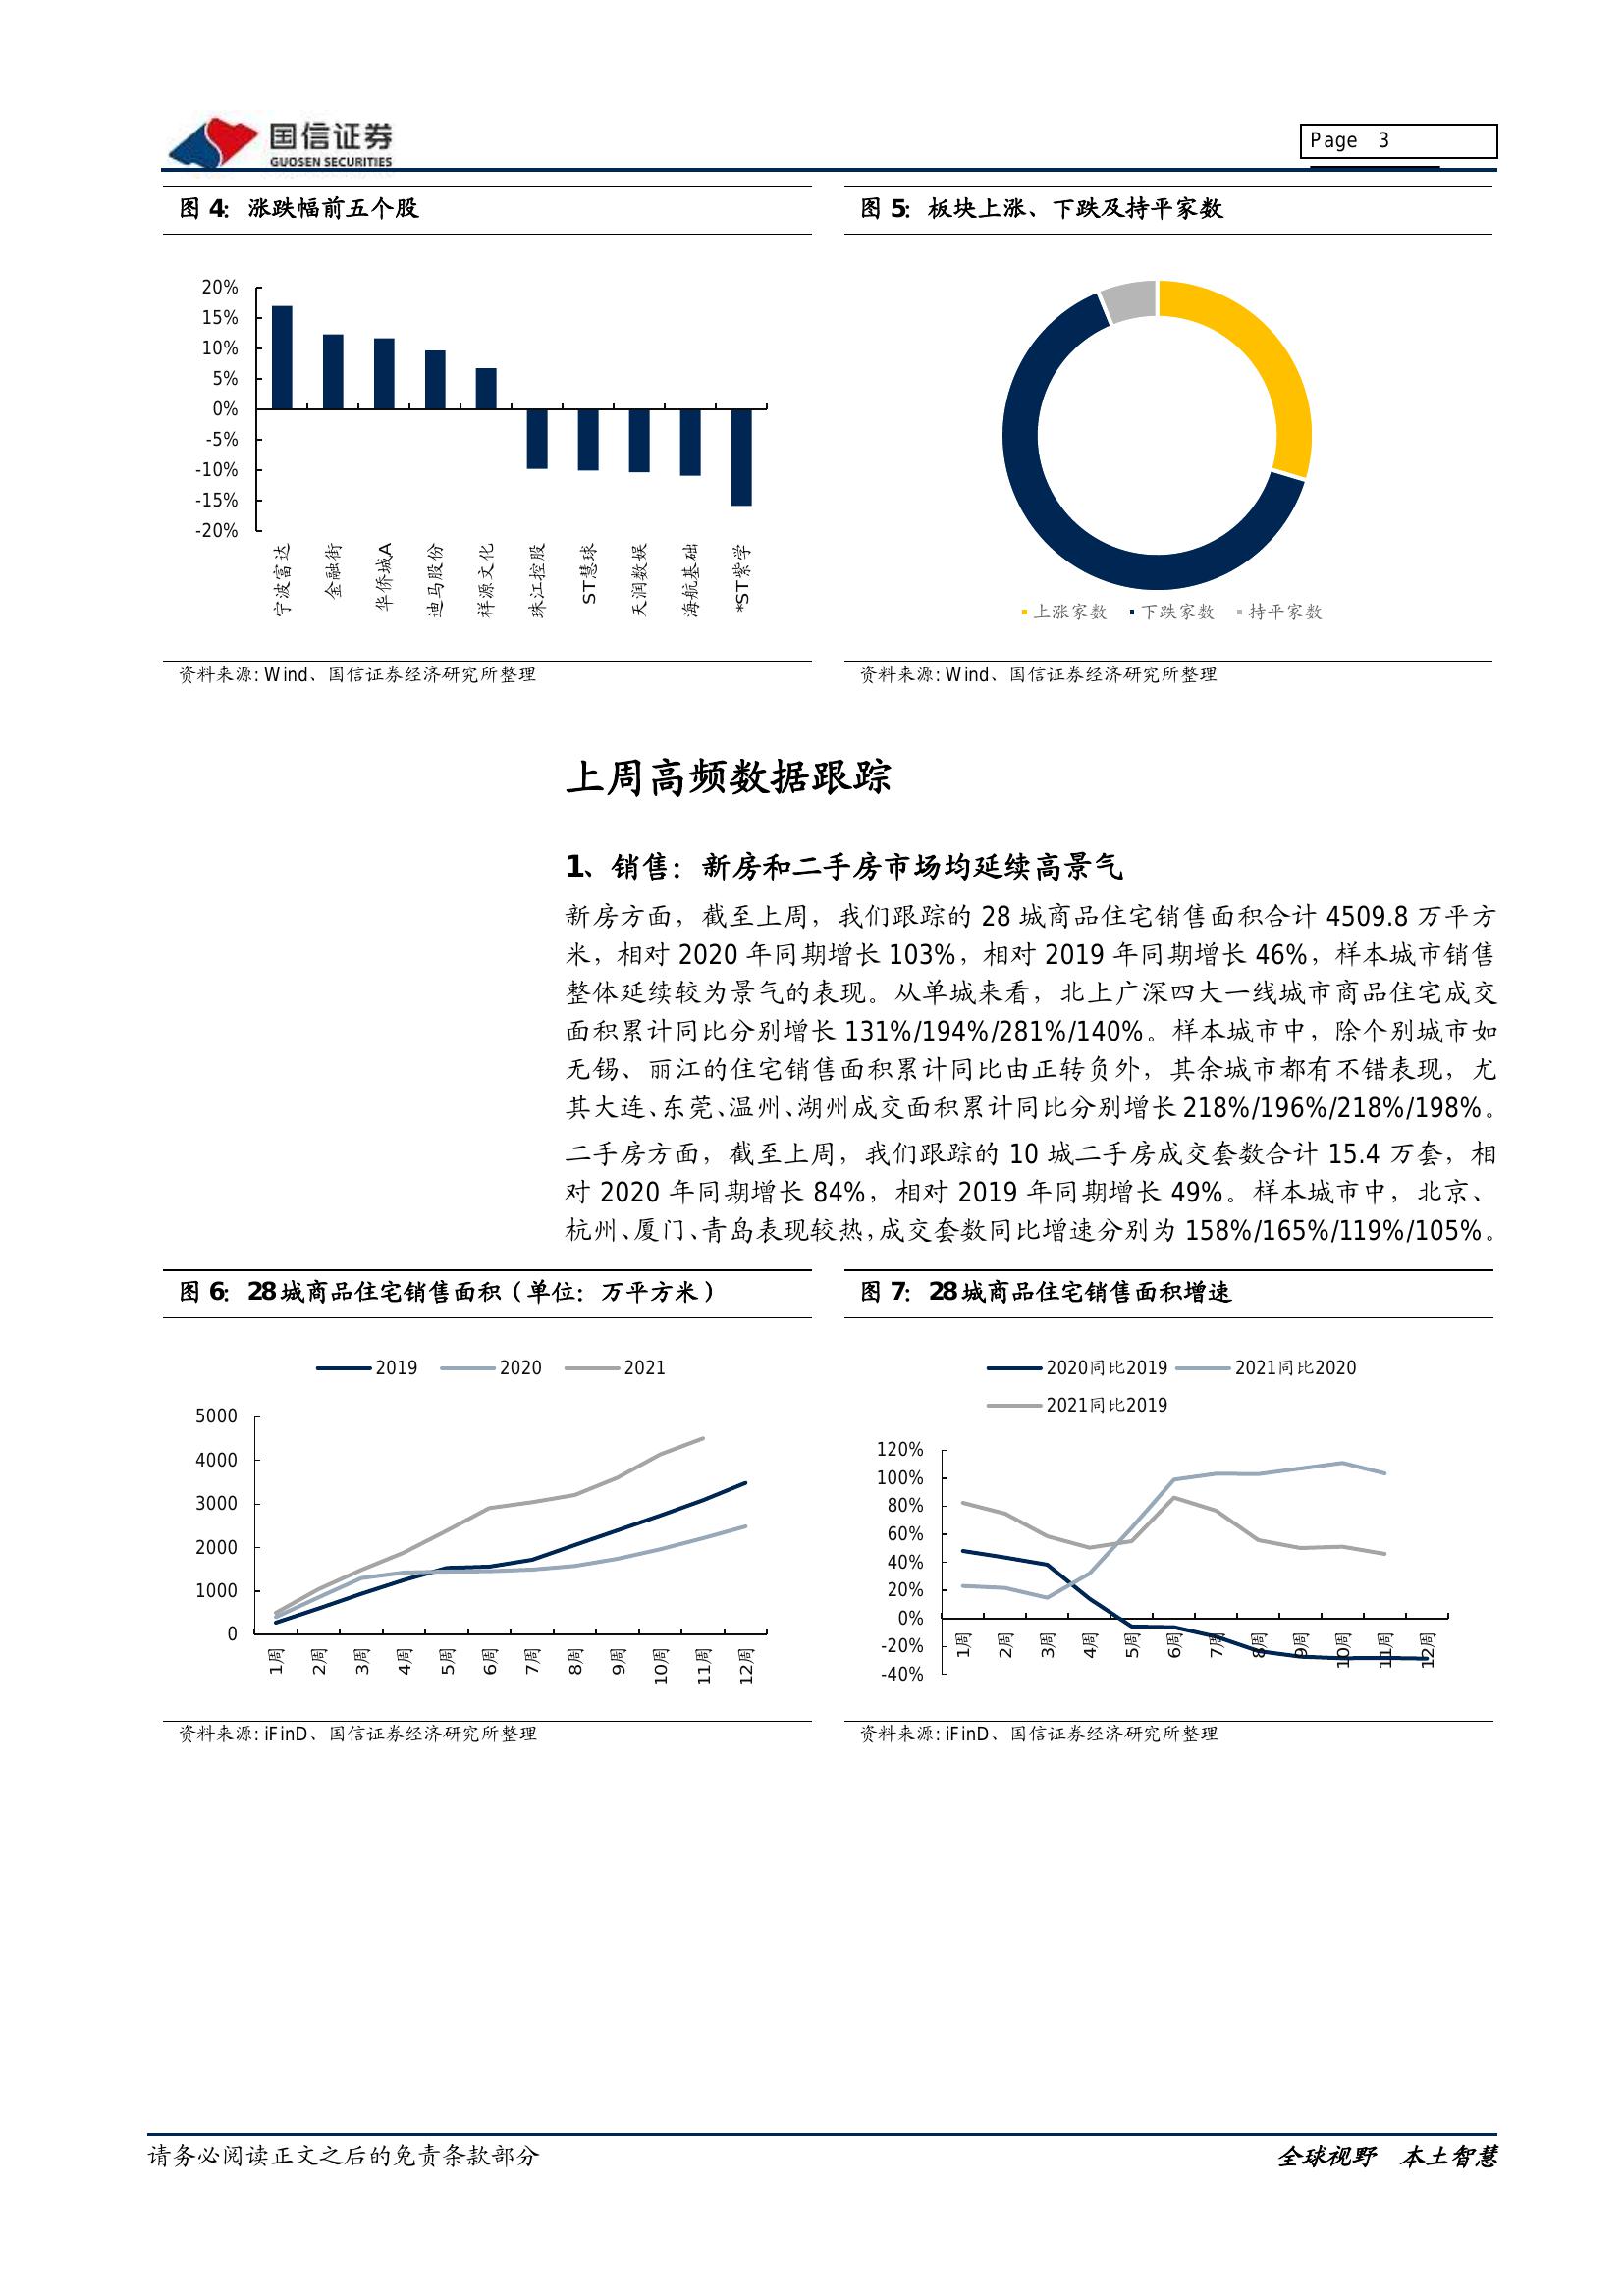 国信证券
GUOSEN SECURITIES
Page 3
图 4：涨跌幅前五个股
20%
15%
10%
5%
0%
-5%
-10%
-15%
-20%
宁波富达
金融街
华侨城A
迪马股份
祥源文化
珠江控股
ST慧球
天润数娱
海航基础
*ST紫学
资料来源: Wind、国信证券经济研究所整理
图 5：板块上涨、下跌及持平家数
上涨家数 下跌家数 持平家数
资料来源: Wind、国信证券经济研究所整理
上周高频数据跟踪
1、销售：新房和二手房市场均延续高景气
新房方面，截至上周，我们跟踪的 28 城商品住宅销售面积合计 4509.8 万平方
米，相对 2020 年同期增长 103%，相对 2019 年同期增长 46%，样本城市销售
整体延续较为景气的表现。从单城来看，北上广深四大一线城市商品住宅成交
面积累计同比分别增长 131%/194%/281%/140%。样本城市中，除个别城市如
无锡、丽江的住宅销售面积累计同比由正转负外，其余城市都有不错表现，尤
其大连、东莞、温州、湖州成交面积累计同比分别增长 218%/196%/218%/198%。
二手房方面，截至上周，我们跟踪的 10 城二手房成交套数合计 15.4 万套，相
对 2020 年同期增长 84%，相对 2019 年同期增长 49%。样本城市中，北京、
杭州、厦门、青岛表现较热，成交套数同比增速分别为 158%/165%/119%/105%。
图 6：28 城商品住宅销售面积（单位：万平方米）
2019 2020 2021
5000
4000
3000
2000
1000
0
1周
2周
3周
4周
5周
6周
7周
8周
9周
10周
11周
12周
资料来源: iFinD、国信证券经济研究所整理
图 7：28 城商品住宅销售面积增速
2020同比2019 2021同比2020
2021同比2019
120%
100%
80%
60%
40%
20%
0%
-20%
-40%
1周
2周
3周
4周
5周
6周
7周
8周
9周
10周
11周
12周
资料来源: iFinD、国信证券经济研究所整理
请务必阅读正文之后的免责条款部分
全球视野 本土智慧